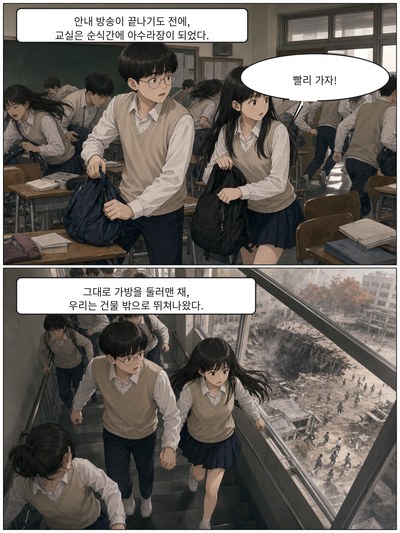 안내 방송이 끝나기도 전에,
교실은 순식간에 아수라장이 되었다.
빨리 가자!
그대로 가방을 둘러맨 채,
우리는 건물 밖으로 뛰쳐나왔다.